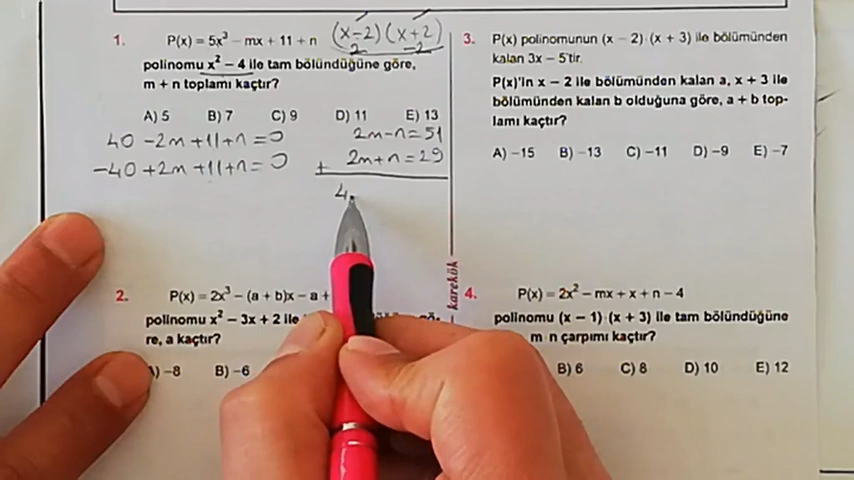 1. P(x) = 5x³ − mx + 11 + n (x−2)(x+2)
2 −2
polinomu x² − 4 ile tam bölündüğüne göre,
m + n toplamı kaçtır?
A) 5 B) 7 C) 9 D) 11 E) 13
40 −2m +11+n = 0
−40 +2m +11+n = 0
2m−n = 51
+ 2m+n = 29
4
2. P(x) = 2x³ − (a + b)x − a +
polinomu x² − 3x + 2 ile
re, a kaçtır?
A) −8 B) −6
karekök
3. P(x) polinomunun (x − 2) (x + 3) ile bölümünden
kalan 3x − 5'tir.
P(x)'in x − 2 ile bölümünden kalan a, x + 3 ile
bölümünden kalan b olduğuna göre, a + b top-
lamı kaçtır?
A) −15 B) −13 C) −11 D) −9 E) −7
4. P(x) = 2x² − mx + x + n − 4
polinomu (x − 1) (x + 3) ile tam bölündüğüne
m n çarpımı kaçtır?
B) 6 C) 8 D) 10 E) 12